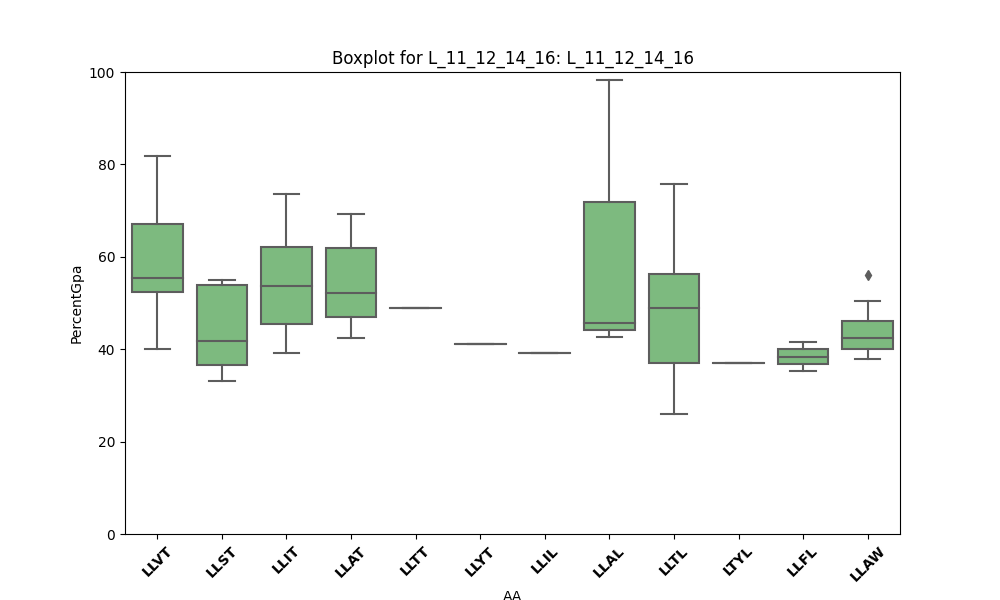 Boxplot for L_11_12_14_16: L_11_12_14_16
100
80
60
40
20
0
PercentGpa
LLVT
LLST
LLIT
LLAT
LLTT
LLYT
LLIL
LLAL
LLTL
LTYL
LLFL
LLAW
AA